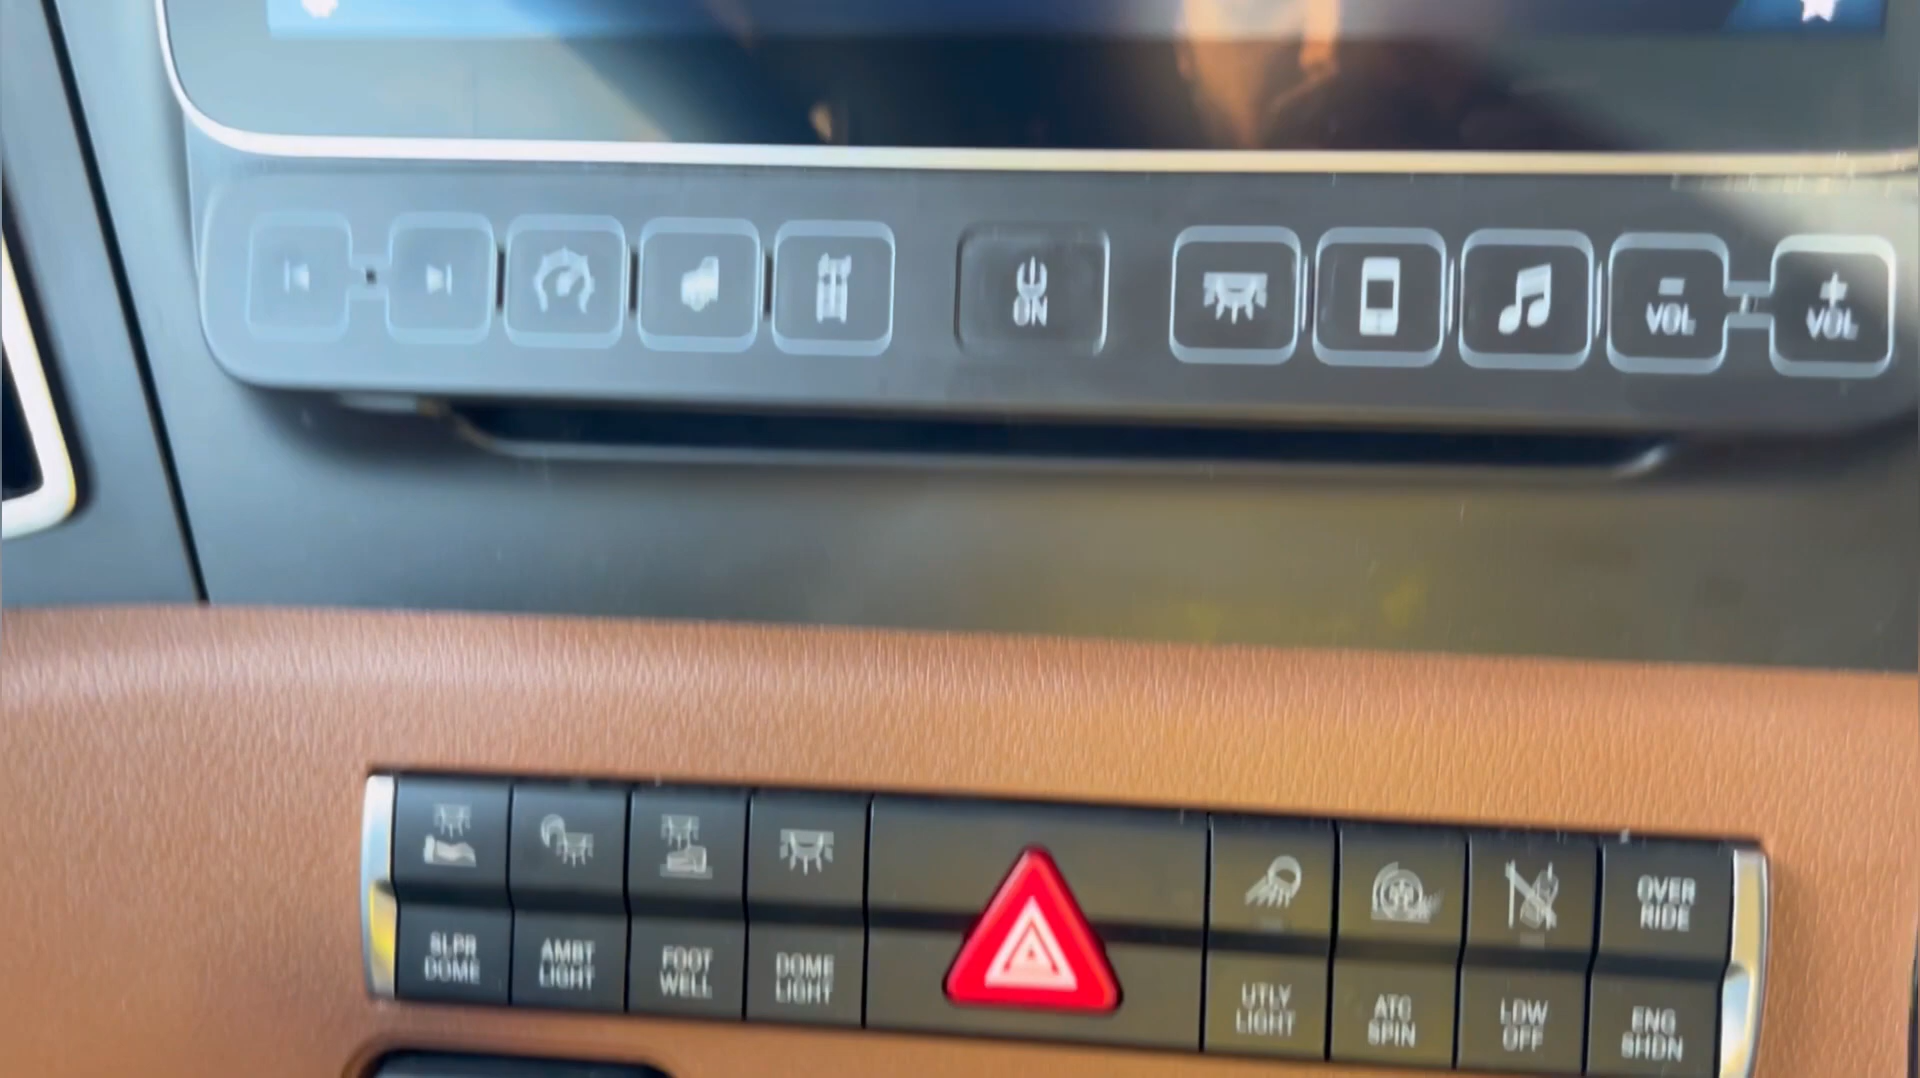 ON
VOL
VOL
OVER
RIDE
SLPR
DOME
AMBT
LIGHT
FOOT
WELL
DOME
LIGHT
UTLY
LIGHT
ATC
SPIN
LDW
OFF
ENG
SHDN